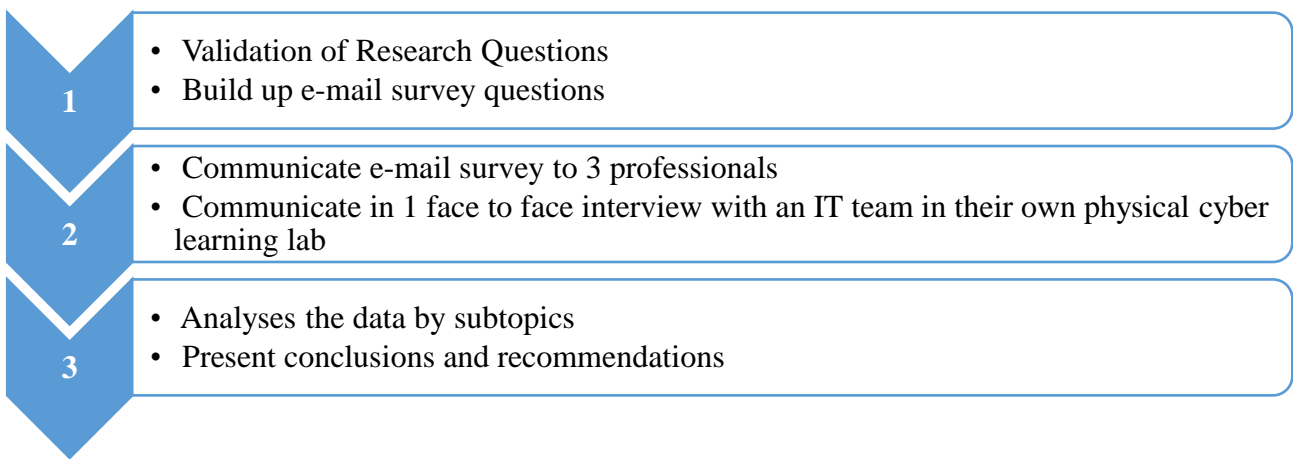 1
• Validation of Research Questions
• Build up e-mail survey questions
2
• Communicate e-mail survey to 3 professionals
• Communicate in 1 face to face interview with an IT team in their own physical cyber
learning lab
3
• Analyses the data by subtopics
• Present conclusions and recommendations